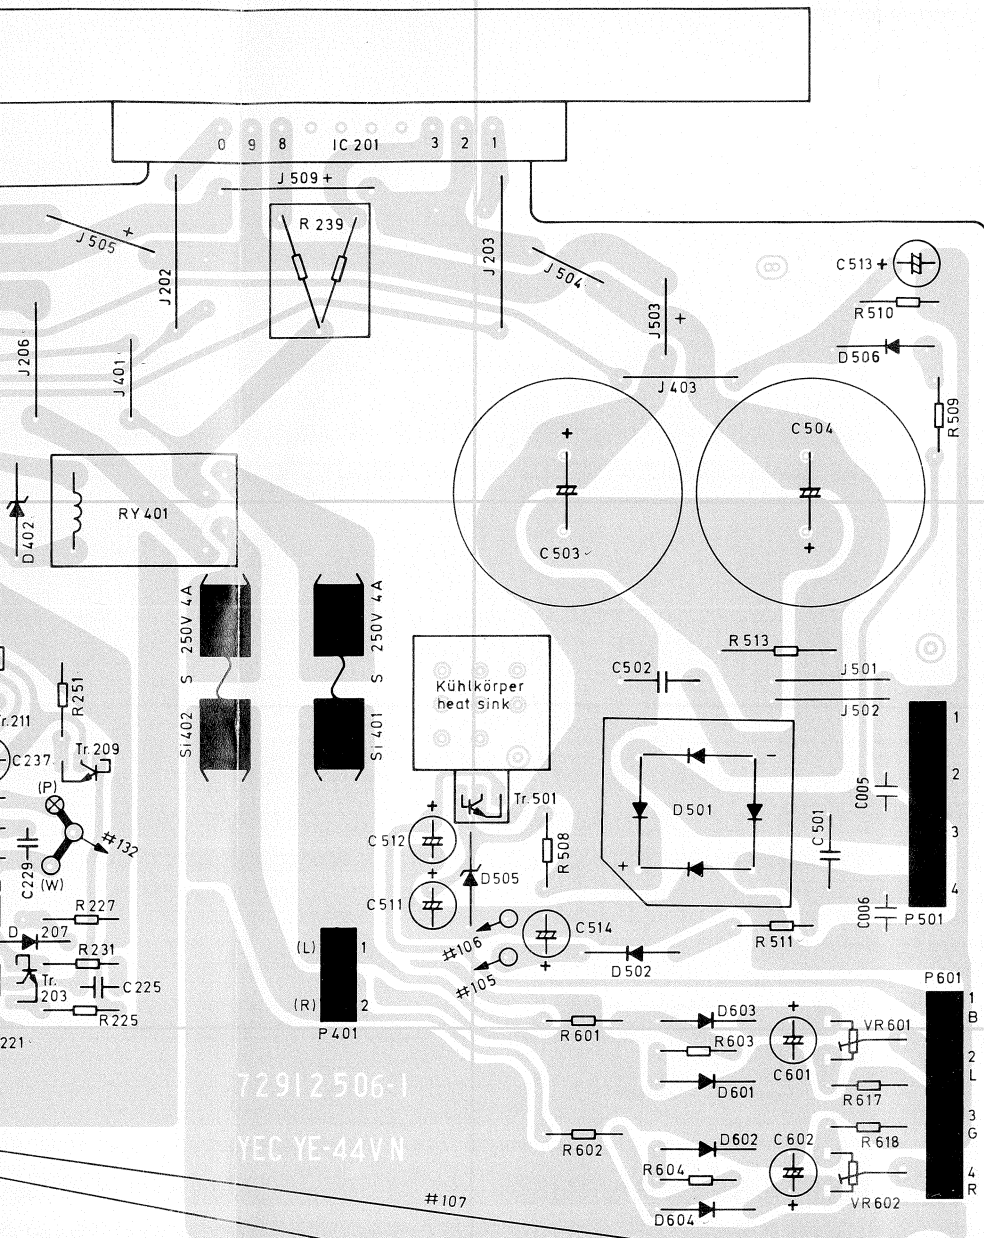 0 9 8 IC 201 3 2 1
J 509 +
R 239
J 505 +
J 202
J 203
J 504
C 513 +
R 510
J 503 +
D 506
J 206
J 401
J 403
R 509
C 504
+
RY 401
D 402
C 503
+
250V 4A
S
Si 402
250V 4A
S
Si 401
R 513
C 502
J 501
J 502
Kühlkörper
heat sink
R 251
Tr. 211
C 237
Tr. 209
(P)
#132
C 229
(W)
1
2
3
4
P 501
C 005
C 006
D 501
−
+
C 501
Tr. 501
+
C 512
R 508
+
C 511
D 505
R 227
D 207
R 231
Tr.
203
C 225
R 225
221
(L) 1
(R) 2
P 401
#106
#105
C 514
+
R 511
D 502
P 601
1
B
2
L
3
G
4
R
D 603
+
VR 601
R 601
R 603
C 601
D 601
R 617
72912506-1
YEC YE-44VN
D 602
C 602
R 618
R 602
R 604
+
VR 602
D 604
#107